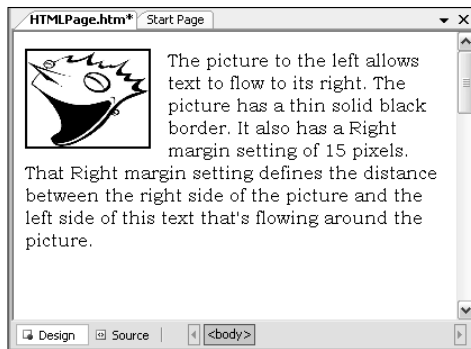 HTMLPage.htm* Start Page
The picture to the left allows
text to flow to its right. The
picture has a thin solid black
border. It also has a Right
margin setting of 15 pixels.
That Right margin setting defines the distance
between the right side of the picture and the
left side of this text that's flowing around the
picture.
Design Source <body>